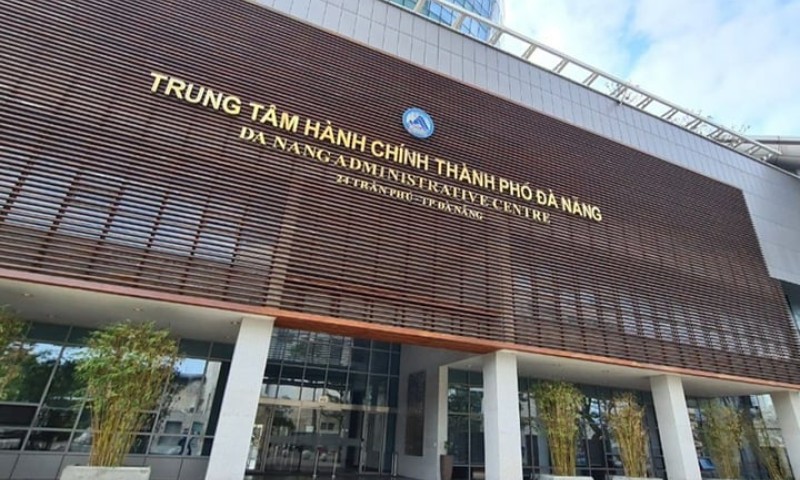 TRUNG TÂM HÀNH CHÍNH THÀNH PHỐ ĐÀ NẴNG
DA NANG ADMINISTRATIVE CENTRE
24 TRẦN PHÚ - TP ĐÀ NẴNG